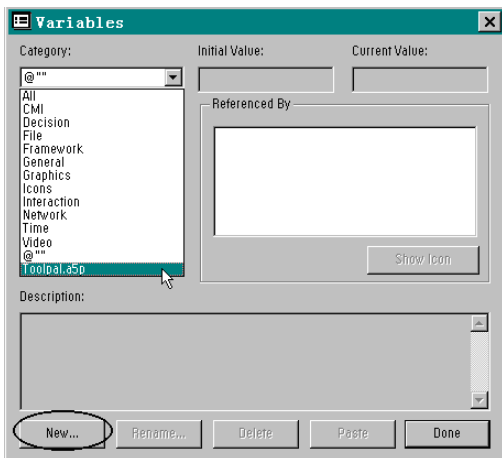 Variables
Category:
Initial Value:
Current Value:
@""
All
CMI
Decision
File
Framework
General
Graphics
Icons
Interaction
Network
Time
Video
@""
Toolpal.a5p
Referenced By
Show Icon
Description:
New...
Rename...
Delete
Paste
Done